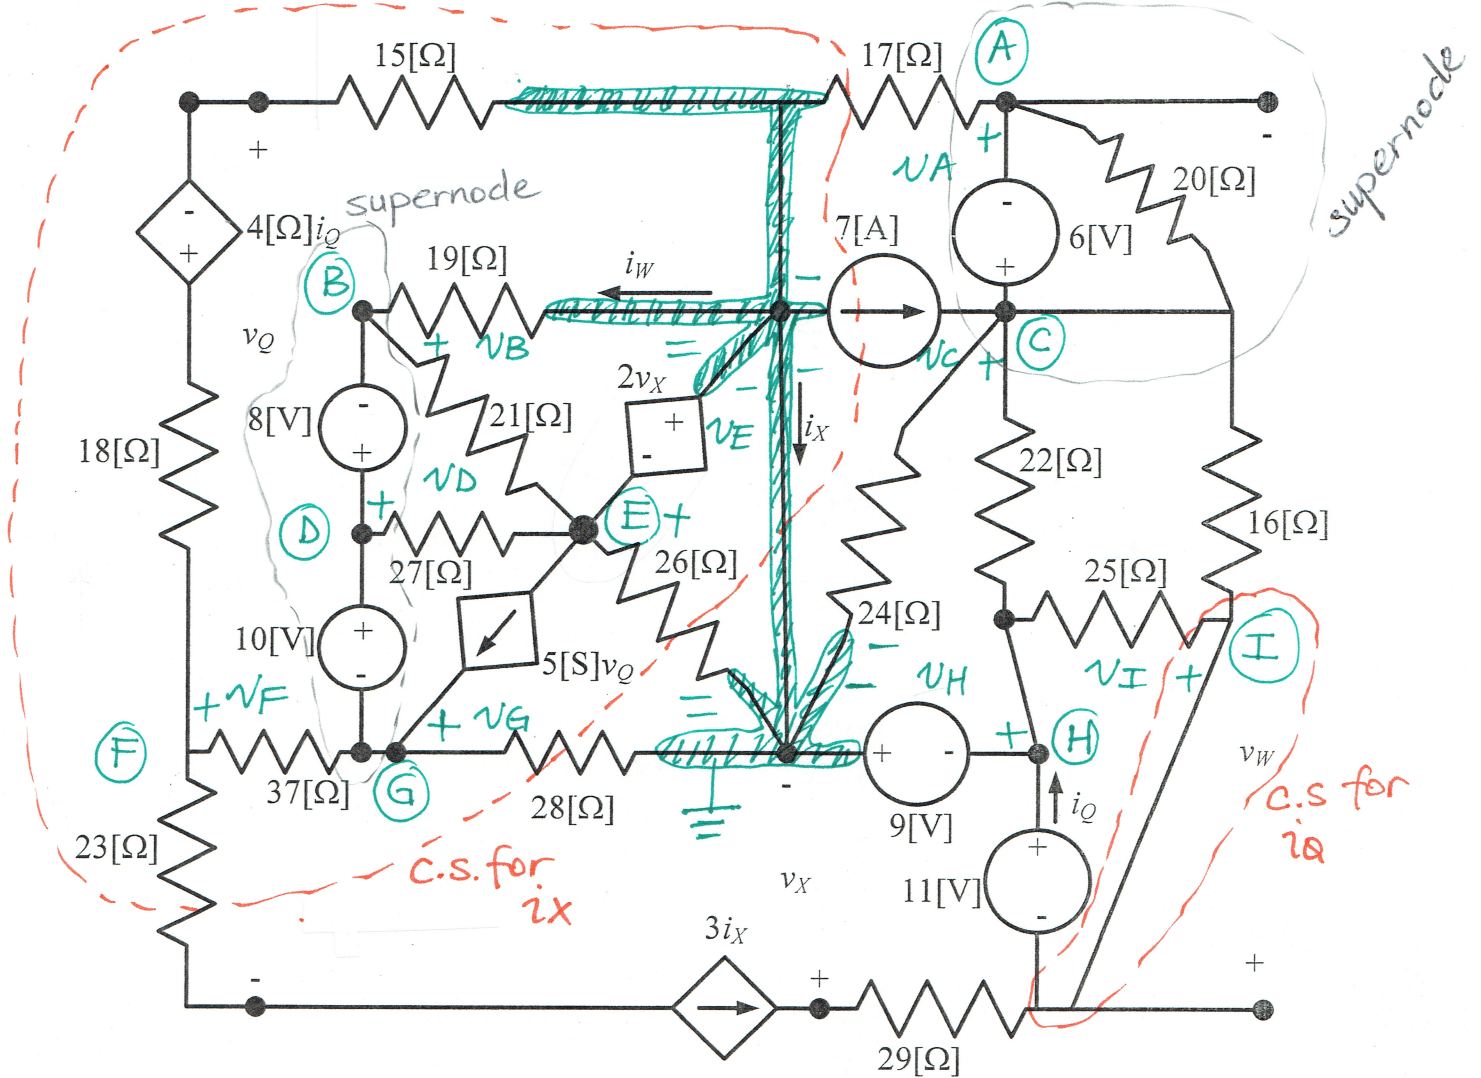 15[Ω]
17[Ω]
A
+
-
+
vA
-
20[Ω]
supernode
supernode
-
+
4[Ω]iQ
6[V]
+
7[A]
B
19[Ω]
iW
-
vQ
+
vB
=
vC
+
C
-
2vX
+
-
vE
-
iX
8[V]
-
+
21[Ω]
18[Ω]
vD
+
D
E
+
22[Ω]
16[Ω]
27[Ω]
26[Ω]
25[Ω]
10[V]
+
-
5[S]vQ
24[Ω]
-
-
vH
vI
+
I
+
vF
+
vG
=
F
+
-
+
H
vW
37[Ω]
G
28[Ω]
-
9[V]
iQ
c.s for
iQ
23[Ω]
c.s. for
iX
vX
11[V]
+
-
3iX
-
+
+
29[Ω]